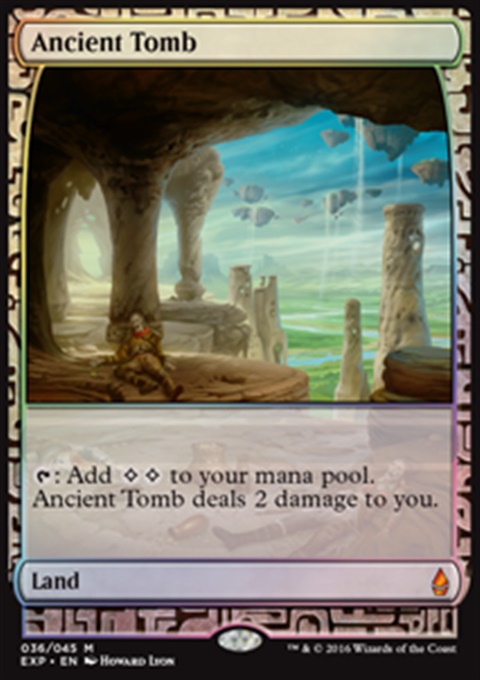 Ancient Tomb
: Add to your mana pool.
Ancient Tomb deals 2 damage to you.
Land
036/045 M
EXP • EN Howard Lyon
™ & © 2016 Wizards of the Coast